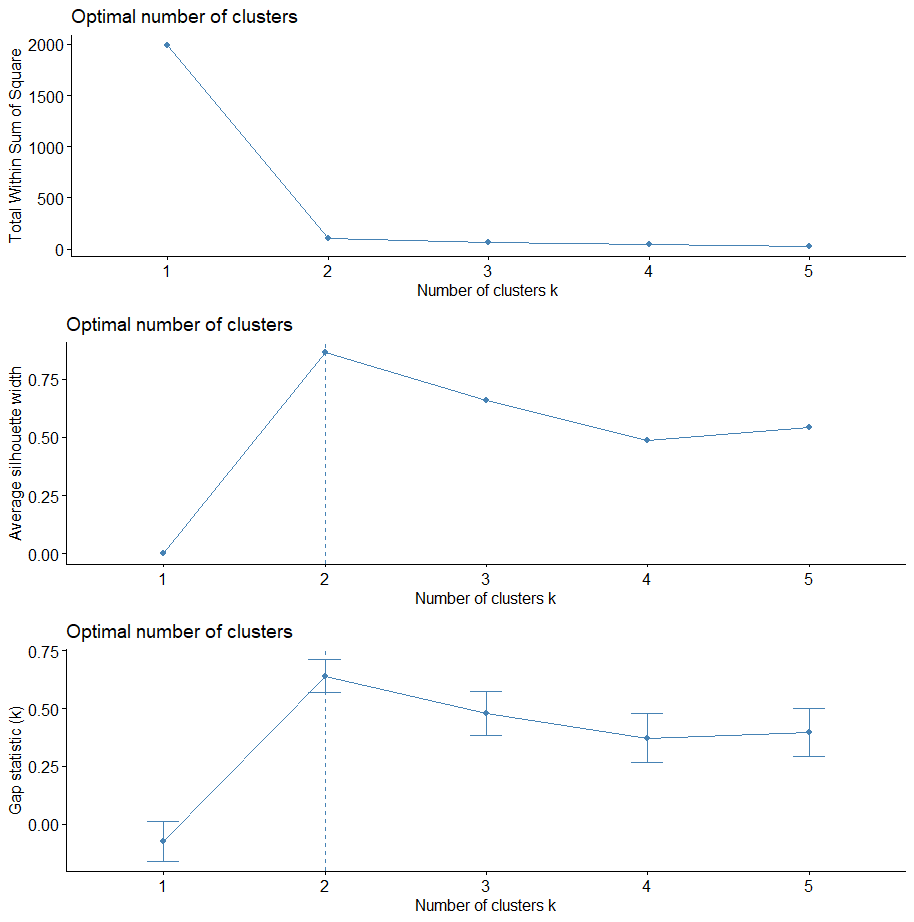 Optimal number of clusters
Total Within Sum of Square
2000
1500
1000
500
0
1 2 3 4 5
Number of clusters k
Optimal number of clusters
Average silhouette width
0.75
0.50
0.25
0.00
1 2 3 4 5
Number of clusters k
Optimal number of clusters
Gap statistic (k)
0.75
0.50
0.25
0.00
1 2 3 4 5
Number of clusters k